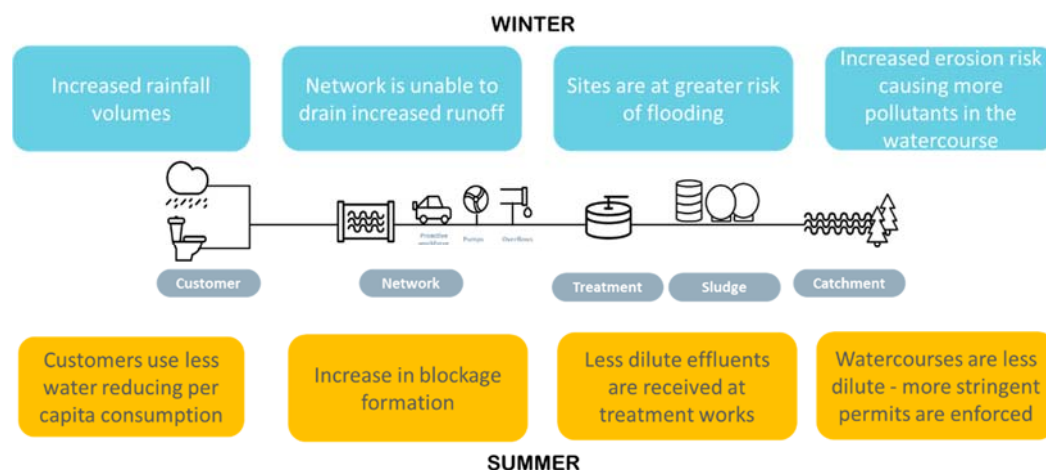 WINTER
Increased rainfall
volumes
Network is unable to
drain increased runoff
Sites are at greater risk
of flooding
Increased erosion risk
causing more
pollutants in the
watercourse
Proactive
workforce
Pumps
Overflows
Customer
Network
Treatment
Sludge
Catchment
Customers use less
water reducing per
capita consumption
Increase in blockage
formation
Less dilute effluents
are received at
treatment works
Watercourses are less
dilute - more stringent
permits are enforced
SUMMER